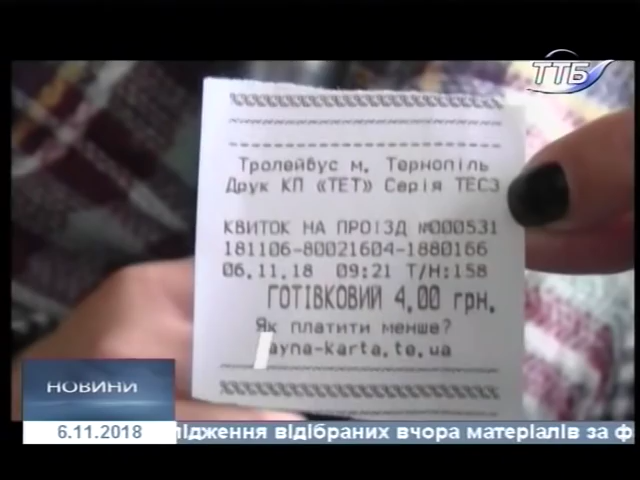 ТТБ
Тролейбус м. Тернопіль
Друк КП «ТЕТ» Серія ТЕСЗ
КВИТОК НА ПРОЇЗД №000531
181106-80021604-1880166
06.11.18 09:21 Т/Н:158
ГОТІВКОВИЙ 4.00 грн.
Як платити менше?
ayna-karta.te.ua
НОВИНИ
6.11.2018 лідження відібраних вчора матеріалів за ф